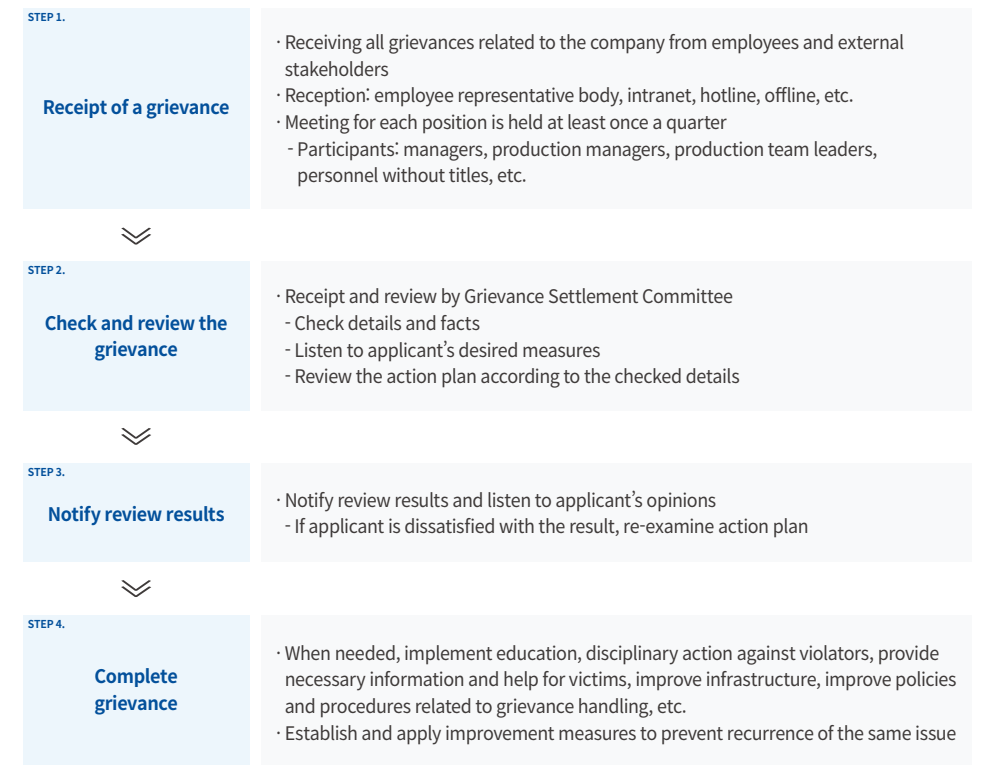 STEP 1.
Receipt of a grievance
· Receiving all grievances related to the company from employees and external
stakeholders
· Reception: employee representative body, intranet, hotline, offline, etc.
· Meeting for each position is held at least once a quarter
- Participants: managers, production managers, production team leaders,
personnel without titles, etc.
STEP 2.
Check and review the
grievance
· Receipt and review by Grievance Settlement Committee
- Check details and facts
- Listen to applicant's desired measures
- Review the action plan according to the checked details
STEP 3.
Notify review results
· Notify review results and listen to applicant's opinions
- If applicant is dissatisfied with the result, re-examine action plan
STEP 4.
Complete
grievance
· When needed, implement education, disciplinary action against violators, provide
necessary information and help for victims, improve infrastructure, improve policies
and procedures related to grievance handling, etc.
· Establish and apply improvement measures to prevent recurrence of the same issue